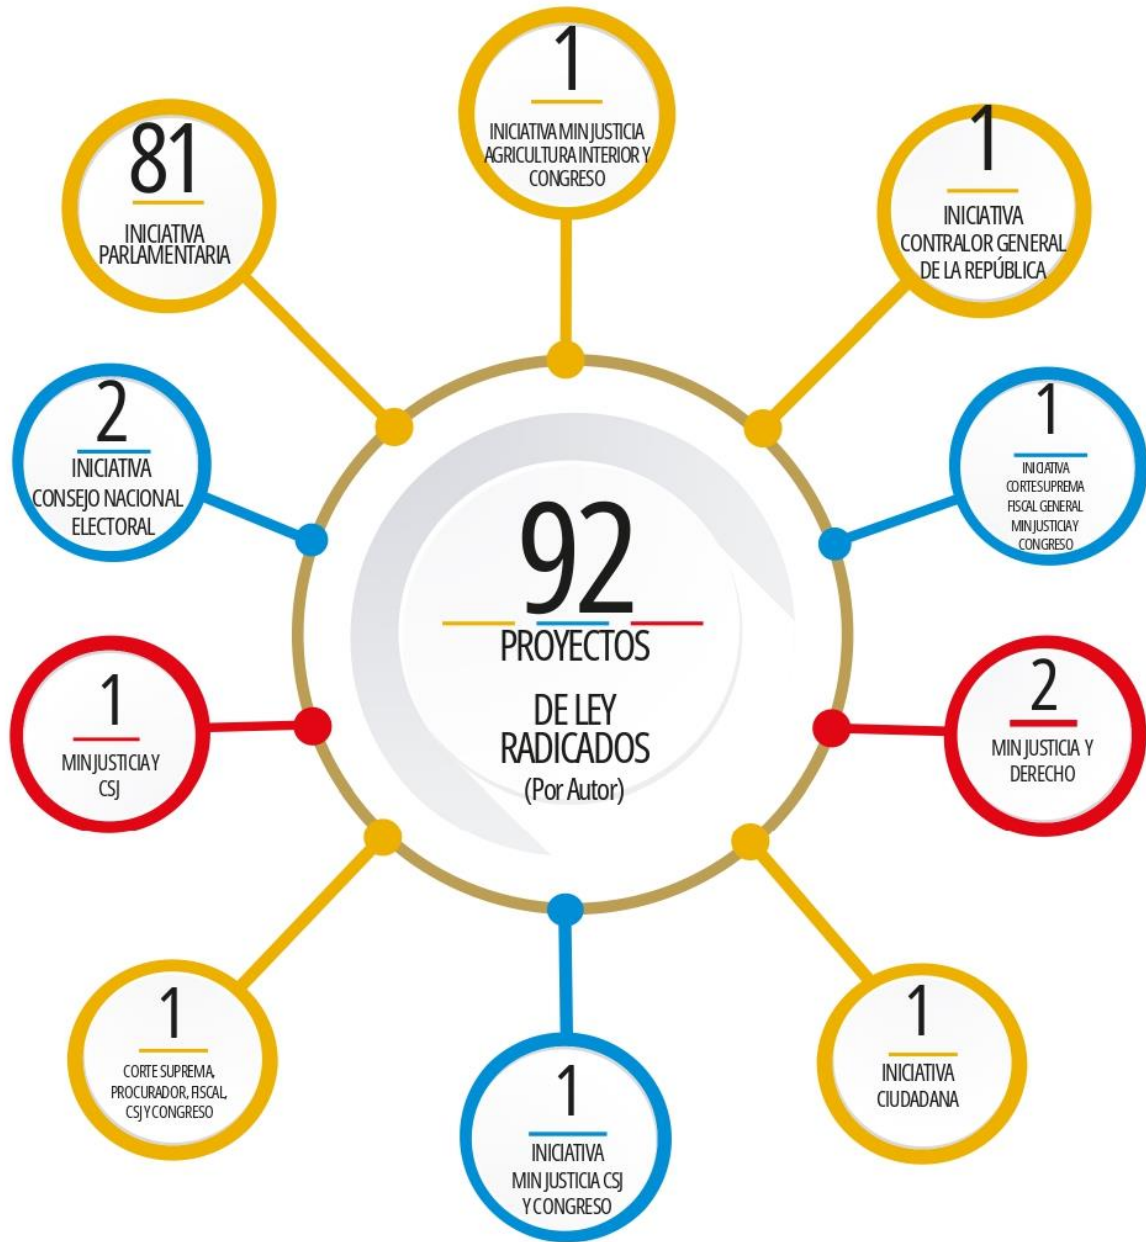 1
INICIATIVA MIN JUSTICIA
AGRICULTURA INTERIOR Y
CONGRESO
81
INICIATIVA
PARLAMENTARIA
1
INICIATIVA
CONTRALOR GENERAL
DE LA REPÚBLICA
2
INICIATIVA
CONSEJO NACIONAL
ELECTORAL
1
INICIATIVA
CORTE SUPREMA
FISCAL GENERAL
MIN JUSTICIA Y
CONGRESO
92
PROYECTOS
DE LEY
RADICADOS
(Por Autor)
1
MIN JUSTICIA Y
CSJ
2
MIN JUSTICIA Y
DERECHO
1
CORTE SUPREMA,
PROCURADOR, FISCAL,
CSJ Y CONGRESO
1
INICIATIVA
MIN JUSTICIA CSJ
Y CONGRESO
1
INICIATIVA
CIUDADANA